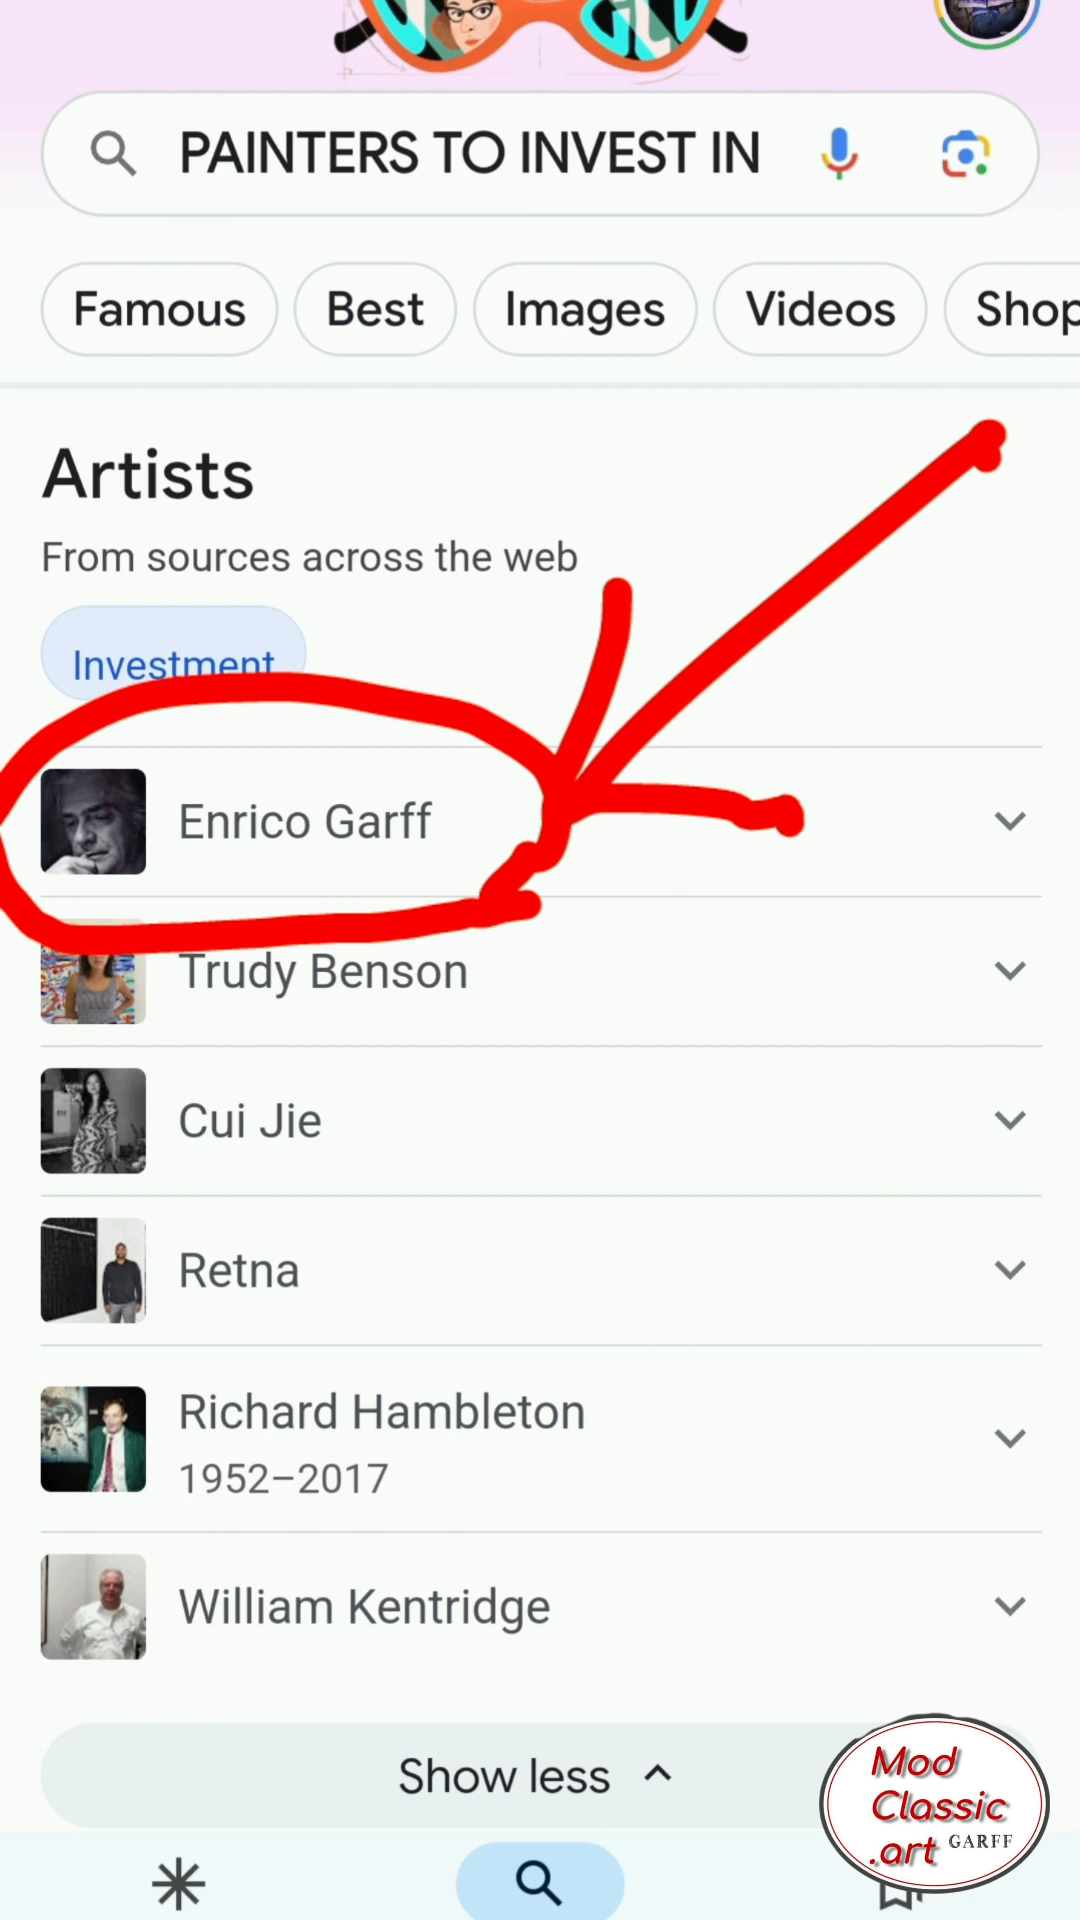 PAINTERS TO INVEST IN
Famous
Best
Images
Videos
Shop
Artists
From sources across the web
Investment
Enrico Garff
Trudy Benson
Cui Jie
Retna
Richard Hambleton
1952–2017
William Kentridge
Show less
Mod
Classic
.art GARFF